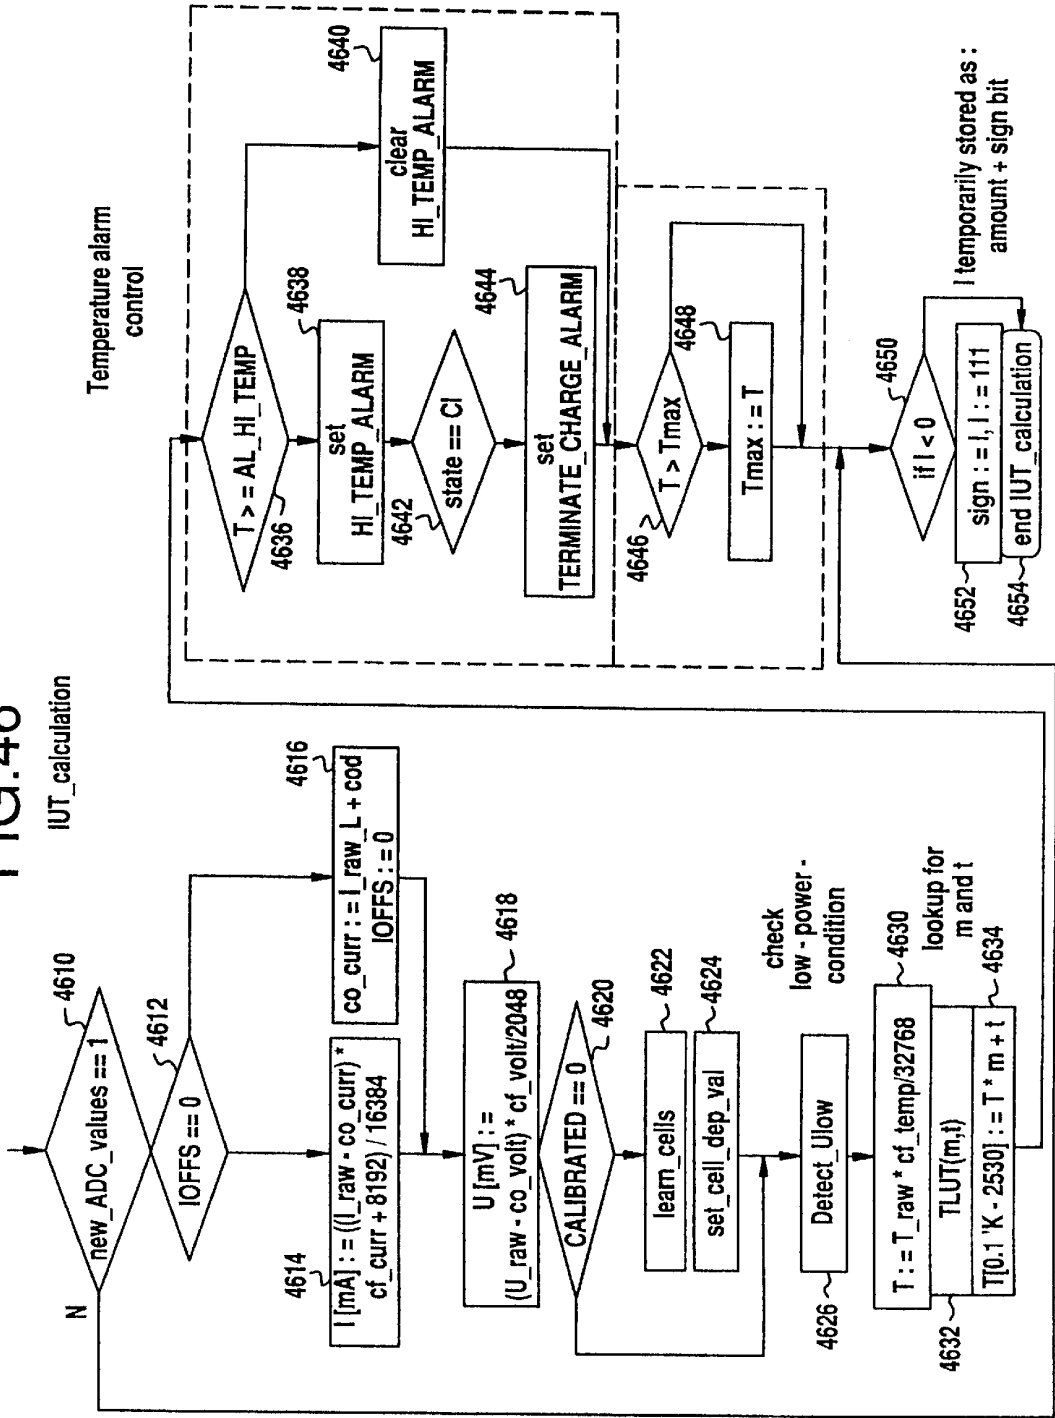 FIG.46
IUT_calculation
4610
new_ADC_values == 1
N
4612
IOFFS == 0
4614
I [mA] : = ((I_raw - co_curr) *
cf_curr + 8192) / 16384
4616
co_curr : = I_raw_L + cod
IOFFS : = 0
4618
U [mV] : =
(U_raw - co_volt) * cf_volt/2048
4620
CALIBRATED == 0
4622
learn_cells
4624
set_cell_dep_val
check
low - power -
condition
4626
Detect_Ulow
4630
T : = T_raw * cf_temp/32768
lookup for
m and t
4632
TLUT(m,t)
4634
T[0.1 'K - 2530] : = T * m + t
Temperature alarm
control
T > = AL_HI_TEMP
4636
4638
set
HI_TEMP_ALARM
4640
clear
HI_TEMP_ALARM
4642
state == CI
4644
set
TERMINATE_CHARGE_ALARM
4646
T > Tmax
4648
Tmax : = T
4650
if I < 0
4652
sign : = I, I : = 111
4654
end IUT_calculation
I temporarily stored as :
amount + sign bit